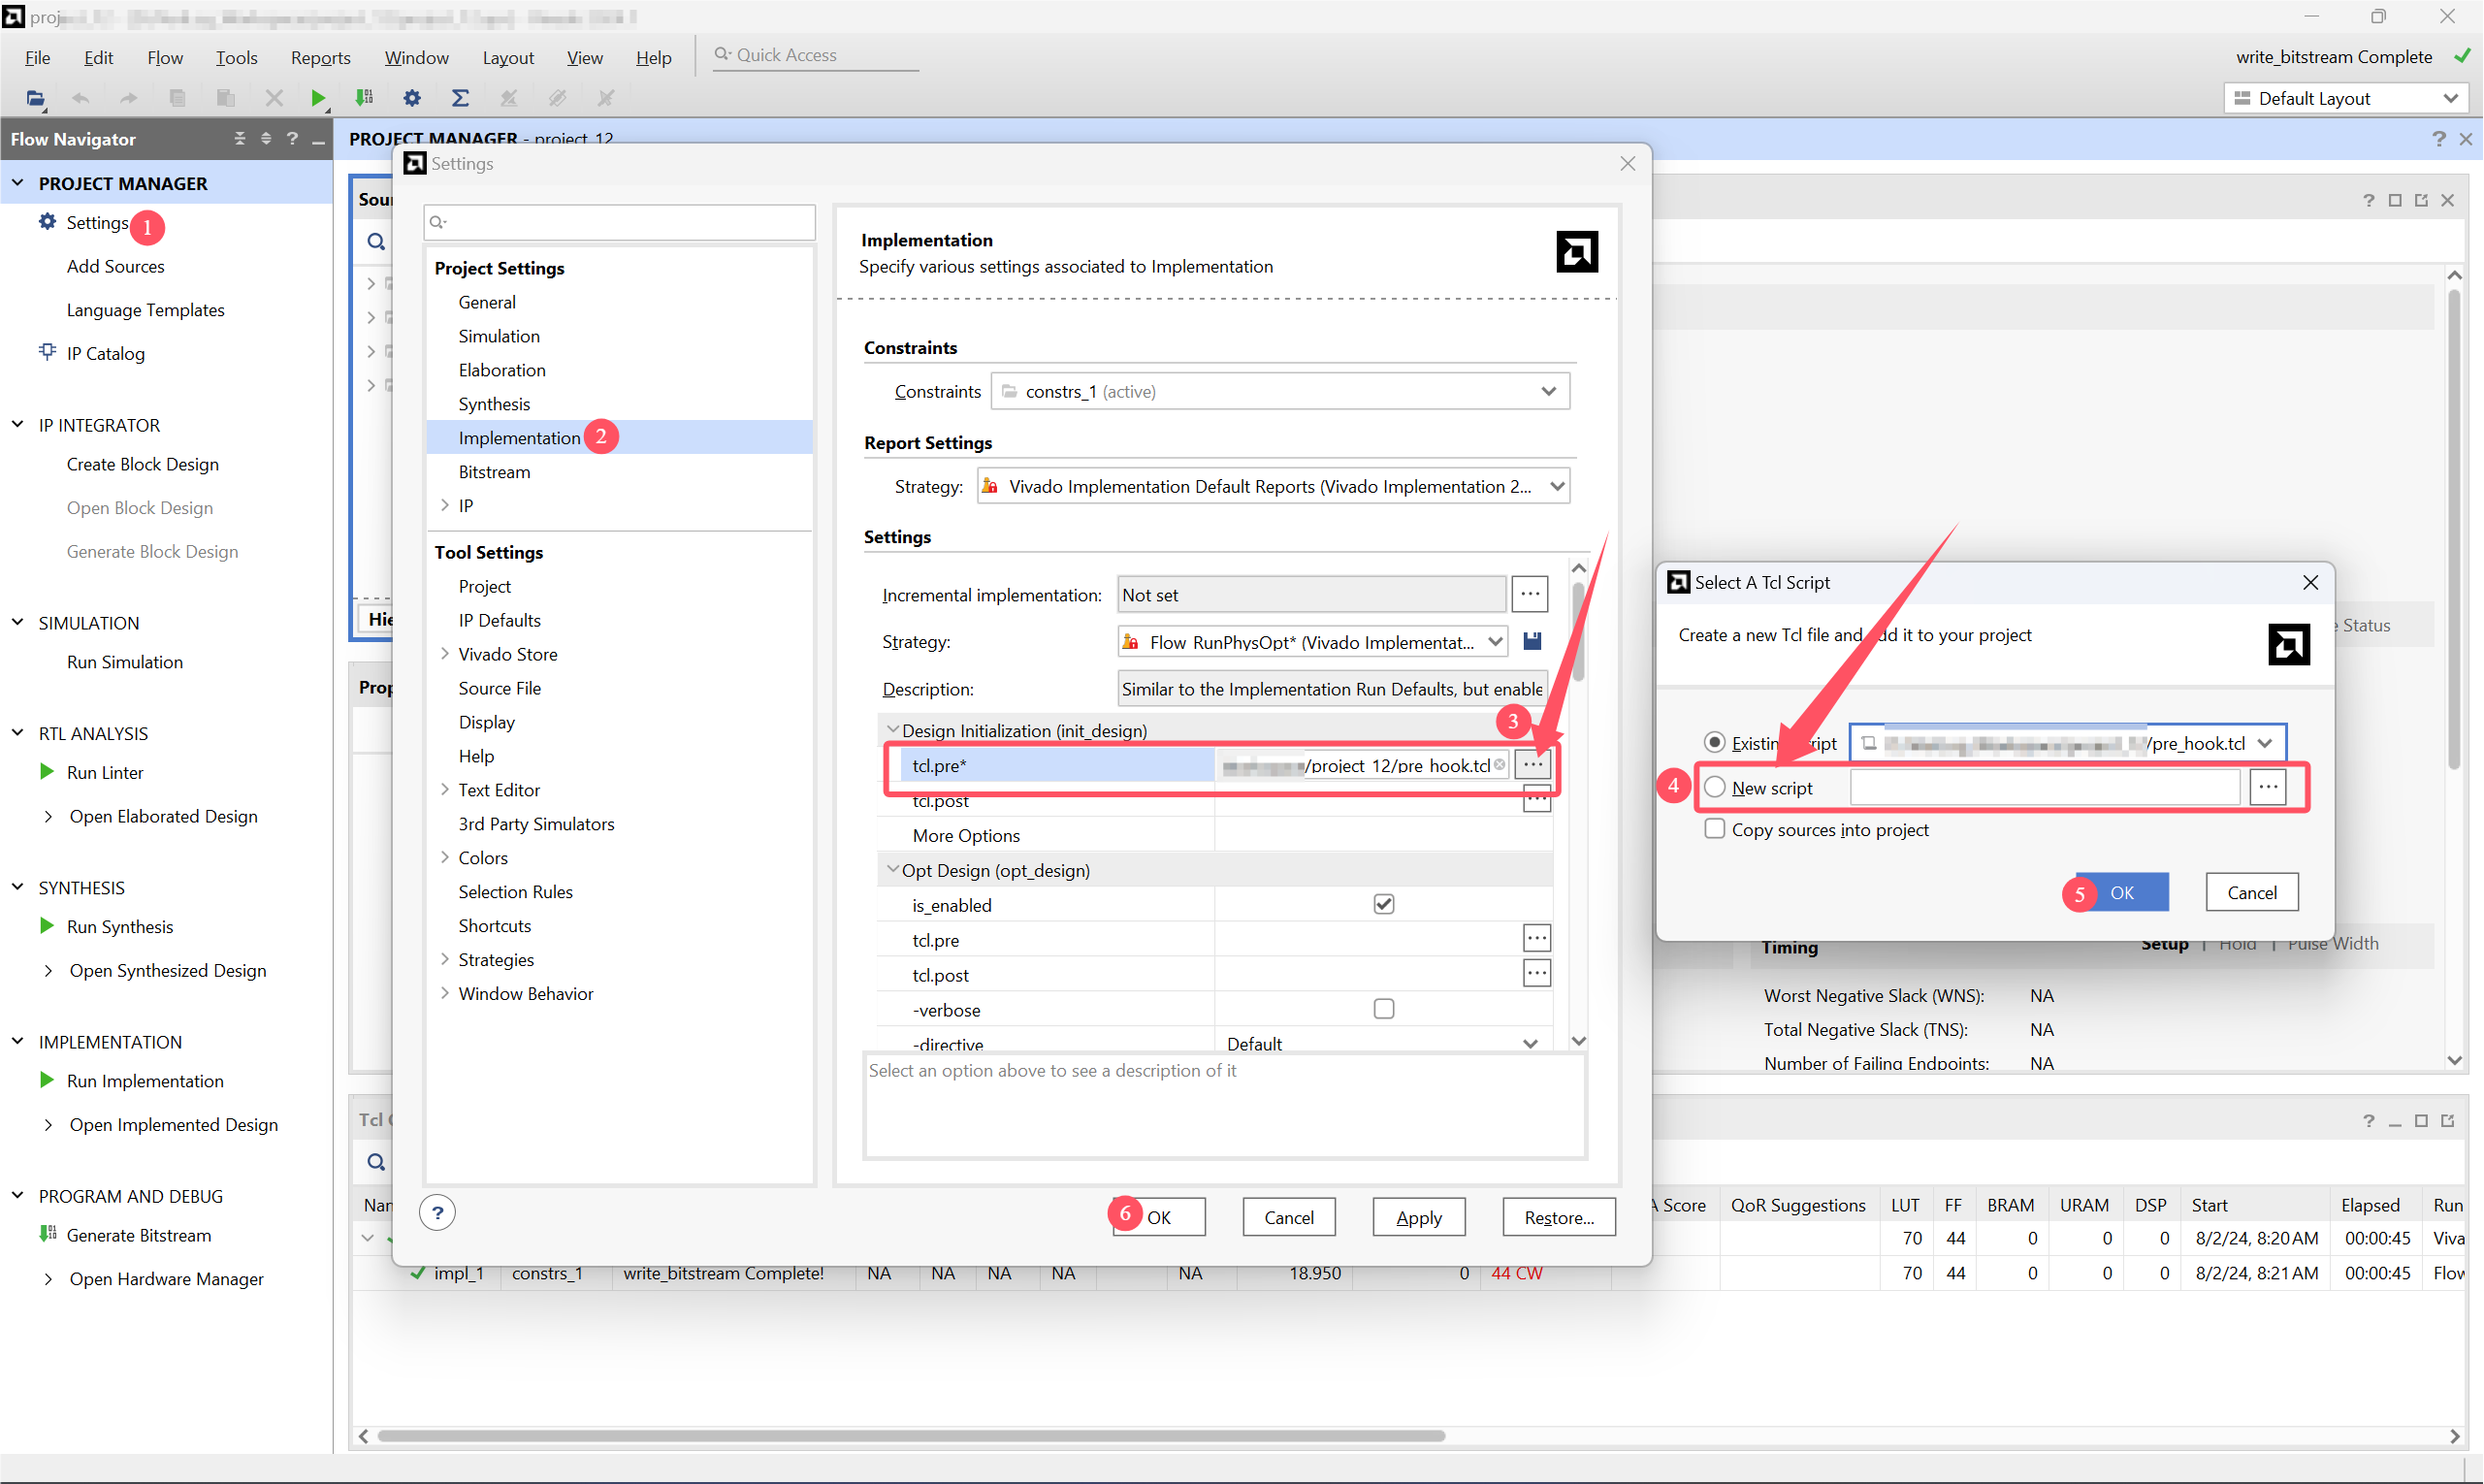 File Edit Flow Tools Reports Window Layout View Help Quick Access
write_bitstream Complete
Default Layout
Flow Navigator
PROJECT MANAGER
Settings 1
Add Sources
Language Templates
IP Catalog
IP INTEGRATOR
Create Block Design
Open Block Design
Generate Block Design
SIMULATION
Run Simulation
RTL ANALYSIS
Run Linter
Open Elaborated Design
SYNTHESIS
Run Synthesis
Open Synthesized Design
IMPLEMENTATION
Run Implementation
Open Implemented Design
PROGRAM AND DEBUG
Generate Bitstream
Open Hardware Manager
PROJECT MANAGER - project_12
Settings
Project Settings
General
Simulation
Elaboration
Synthesis
Implementation 2
Bitstream
IP
Tool Settings
Project
IP Defaults
Vivado Store
Source File
Display
Help
Text Editor
3rd Party Simulators
Colors
Selection Rules
Shortcuts
Strategies
Window Behavior
Implementation
Specify various settings associated to Implementation
Constraints
Constraints constrs_1 (active)
Report Settings
Strategy: Vivado Implementation Default Reports (Vivado Implementation 2...
Settings
Incremental implementation: Not set ...
Strategy: Flow_RunPhysOpt* (Vivado Implementat...
Description: Similar to the Implementation Run Defaults, but enable
Design Initialization (init_design) 3
tcl.pre* /project_12/pre_hook.tcl ...
tcl.post ...
More Options
Opt Design (opt_design)
is_enabled
tcl.pre ...
tcl.post ...
-verbose
-directive Default
Select an option above to see a description of it
? 6 OK Cancel Apply Restore...
Select A Tcl Script
Create a new Tcl file and add it to your project
Existing script /pre_hook.tcl
4 New script ...
Copy sources into project
5 OK Cancel
Status
Timing Setup | Hold | Pulse Width
Worst Negative Slack (WNS): NA
Total Negative Slack (TNS): NA
Number of Failing Endpoints: NA
Tcl
Score QoR Suggestions LUT FF BRAM URAM DSP Start Elapsed Run
70 44 0 0 0 8/2/24, 8:20 AM 00:00:45 Viva
impl_1 constrs_1 write_bitstream Complete! NA NA NA NA NA 18.950 0 44 CW 70 44 0 0 0 8/2/24, 8:21 AM 00:00:45 Flow